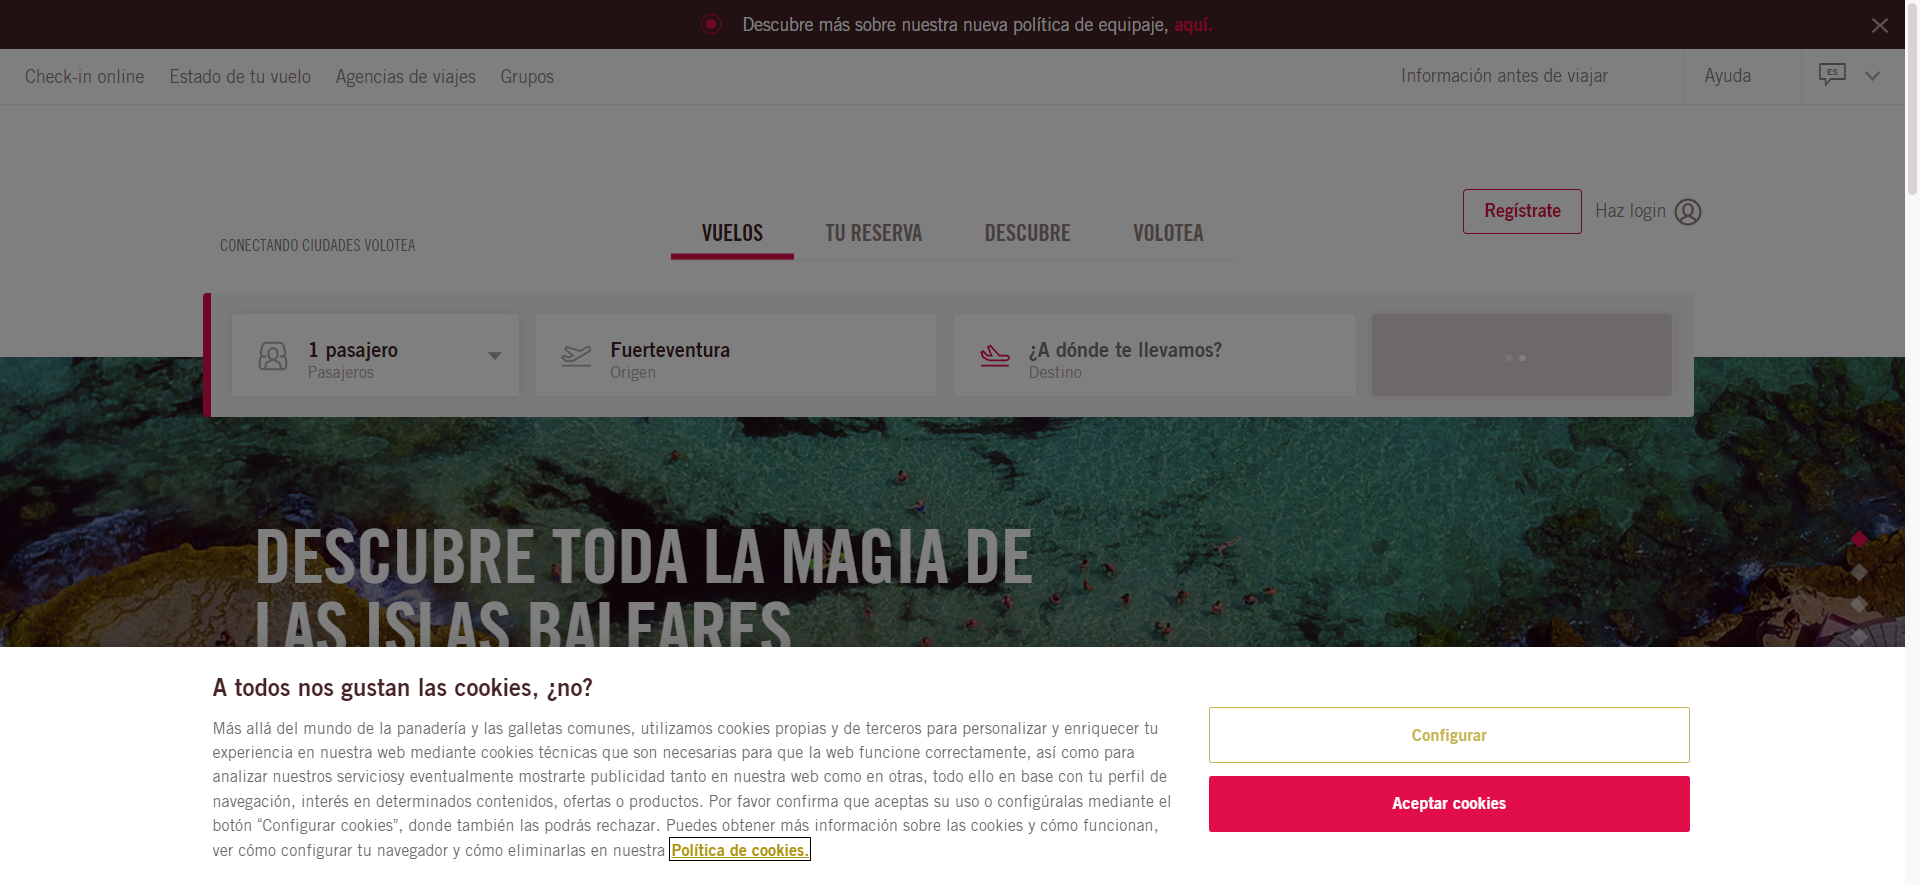 Descubre más sobre nuestra nueva política de equipaje, aquí.
Check-in online Estado de tu vuelo Agencias de viajes Grupos Información antes de viajar Ayuda ES
Regístrate Haz login
CONECTANDO CIUDADES VOLOTEA VUELOS TU RESERVA DESCUBRE VOLOTEA
1 pasajero Fuerteventura ¿A dónde te llevamos?
Pasajeros Origen Destino
DESCUBRE TODA LA MAGIA DE
LAS ISLAS BALEARES
A todos nos gustan las cookies, ¿no?
Más allá del mundo de la panadería y las galletas comunes, utilizamos cookies propias y de terceros para personalizar y enriquecer tu
experiencia en nuestra web mediante cookies técnicas que son necesarias para que la web funcione correctamente, así como para
analizar nuestros serviciosy eventualmente mostrarte publicidad tanto en nuestra web como en otras, todo ello en base con tu perfil de
navegación, interés en determinados contenidos, ofertas o productos. Por favor confirma que aceptas su uso o configúralas mediante el
botón “Configurar cookies”, donde también las podrás rechazar. Puedes obtener más información sobre las cookies y cómo funcionan,
ver cómo configurar tu navegador y cómo eliminarlas en nuestra Política de cookies.
Configurar
Aceptar cookies